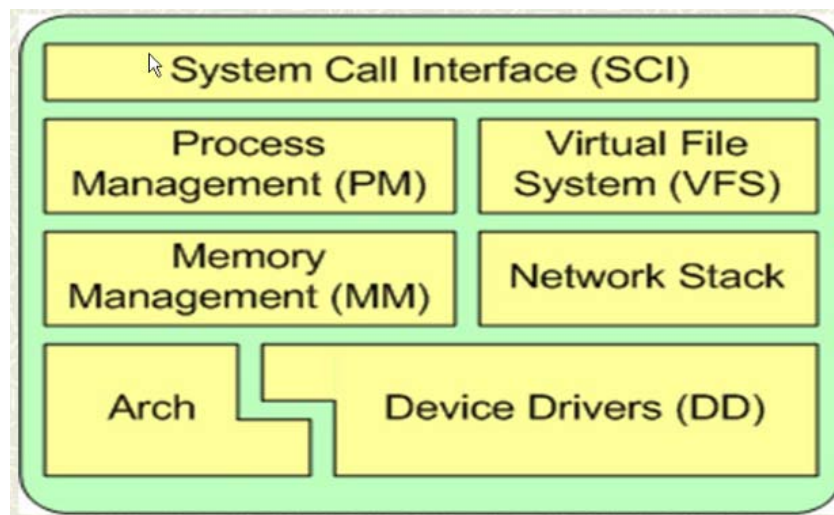 System Call Interface (SCI)
Process
Management (PM)
Virtual File
System (VFS)
Memory
Management (MM)
Network Stack
Arch
Device Drivers (DD)